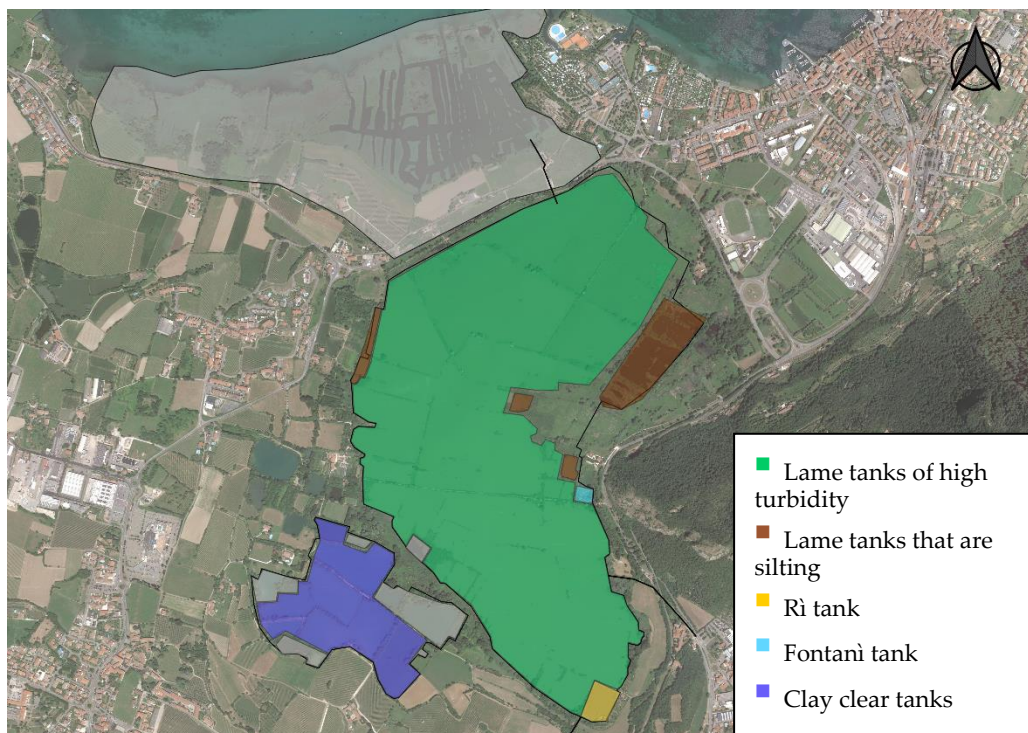 Lame tanks of high
turbidity
Lame tanks that are
silting
Rì tank
Fontanì tank
Clay clear tanks